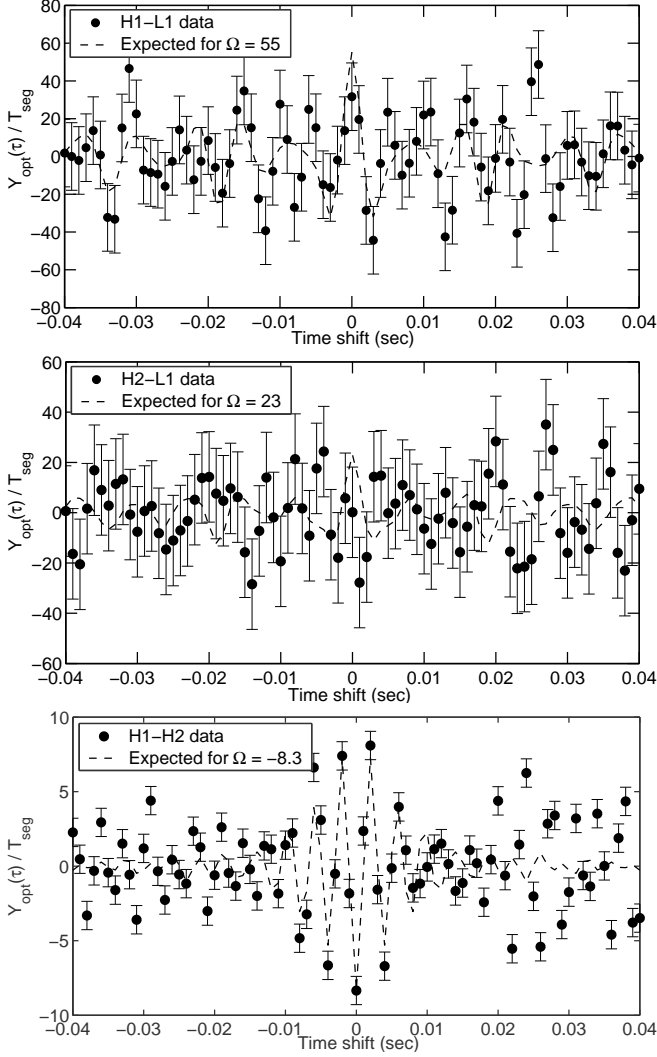 80
H1−L1 data
60
Expected for Ω = 55
40
20
0
−20
−40
−60
−80
Y_opt(τ) / T_seg
−0.04 −0.03 −0.02 −0.01 0 0.01 0.02 0.03 0.04
Time shift (sec)
60
H2−L1 data
Expected for Ω = 23
40
20
0
−20
−40
−60
Y_opt(τ) / T_seg
−0.04 −0.03 −0.02 −0.01 0 0.01 0.02 0.03 0.04
Time shift (sec)
10
H1−H2 data
Expected for Ω = −8.3
5
0
−5
−10
Y_opt(τ) / T_seg
−0.04 −0.03 −0.02 −0.01 0 0.01 0.02 0.03 0.04
Time shift (sec)